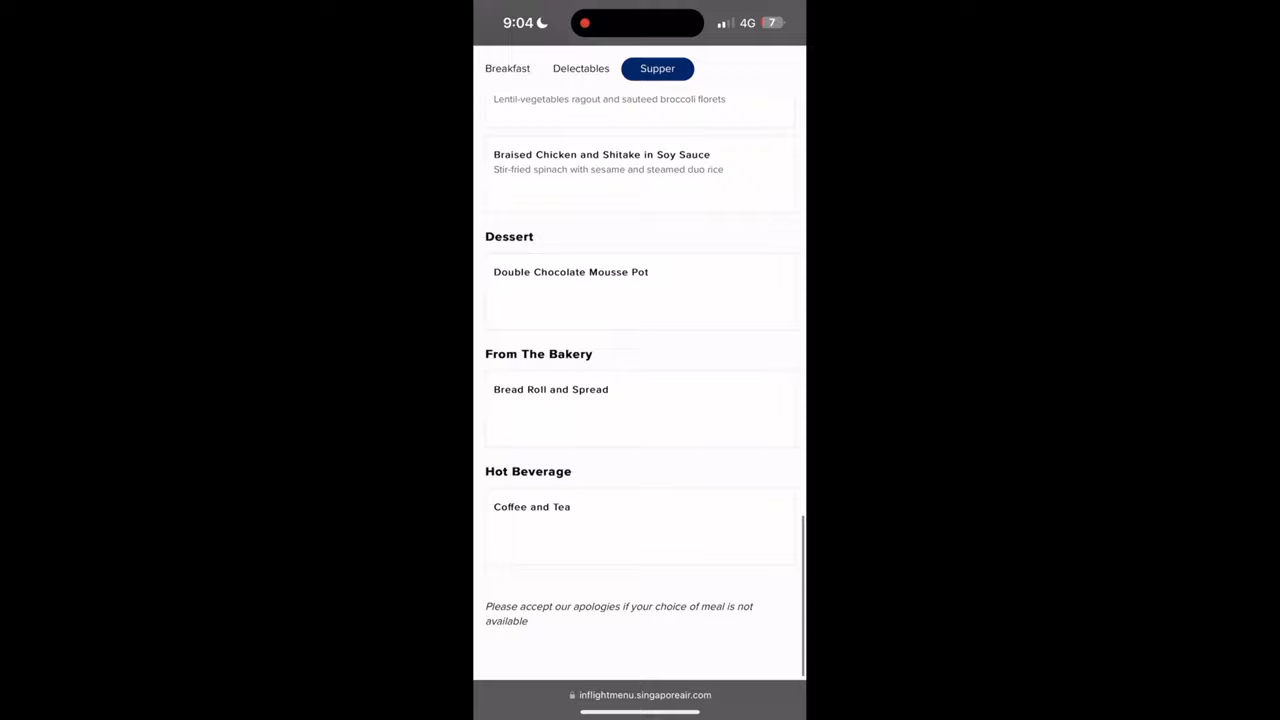 9:04
4G
7
Breakfast
Delectables
Supper
Lentil-vegetables ragout and sauteed broccoli florets
Braised Chicken and Shitake in Soy Sauce
Stir-fried spinach with sesame and steamed duo rice
Dessert
Double Chocolate Mousse Pot
From The Bakery
Bread Roll and Spread
Hot Beverage
Coffee and Tea
Please accept our apologies if your choice of meal is not
available
inflightmenu.singaporeair.com